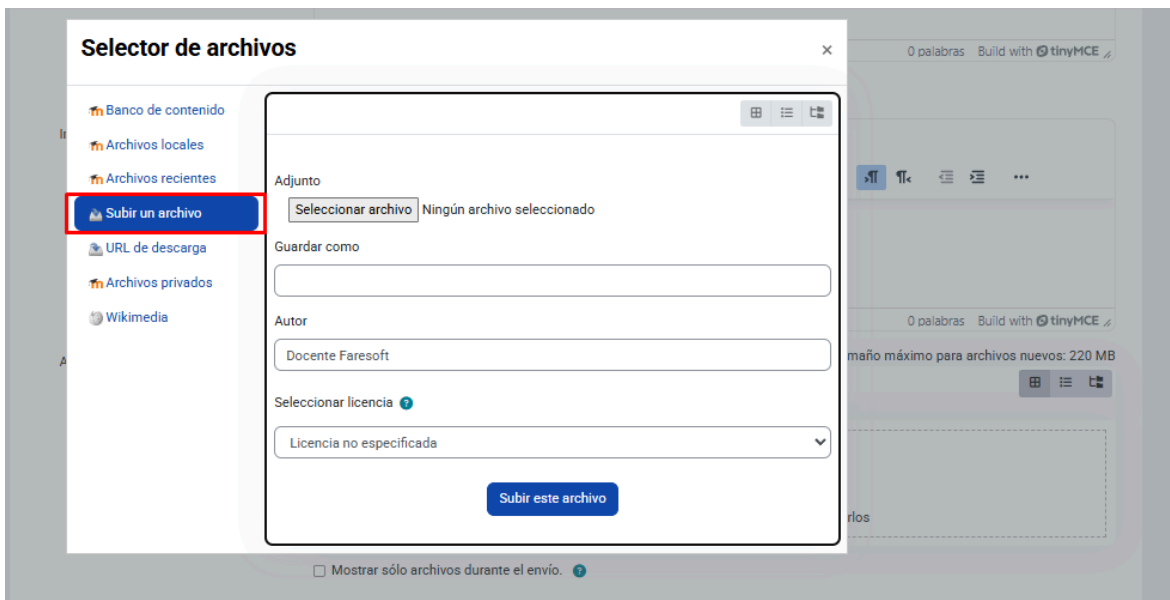 Selector de archivos
×
0 palabras Build with tinyMCE
Banco de contenido
Archivos locales
Archivos recientes
Subir un archivo
URL de descarga
Archivos privados
Wikimedia
Adjunto
Seleccionar archivo Ningún archivo seleccionado
Guardar como
Autor
Docente Faresoft
Seleccionar licencia ?
Licencia no especificada
Subir este archivo
0 palabras Build with tinyMCE
máximo para archivos nuevos: 220 MB
Mostrar sólo archivos durante el envío. ?